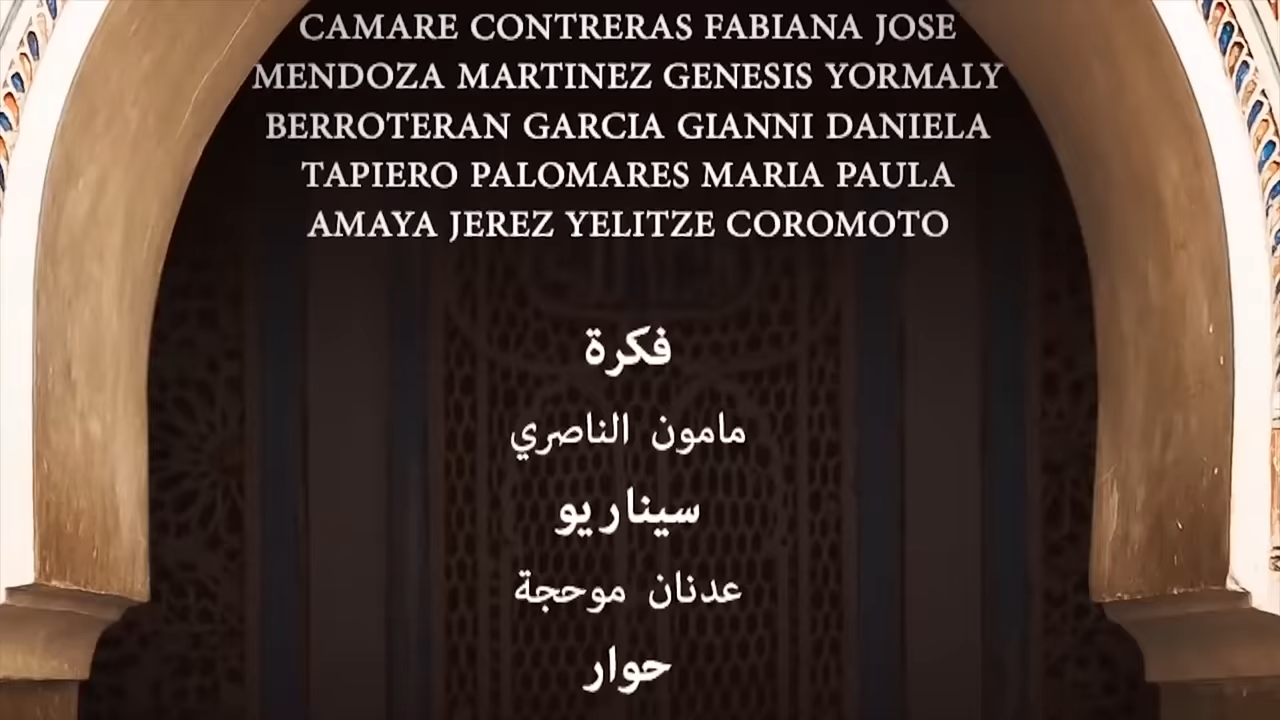 CAMARE CONTRERAS FABIANA JOSE
MENDOZA MARTINEZ GENESIS YORMALY
BERROTERAN GARCIA GIANNI DANIELA
TAPIERO PALOMARES MARIA PAULA
AMAYA JEREZ YELITZE COROMOTO
فكرة
مامون الناصري
سيناريو
عدنان موحجة
حوار